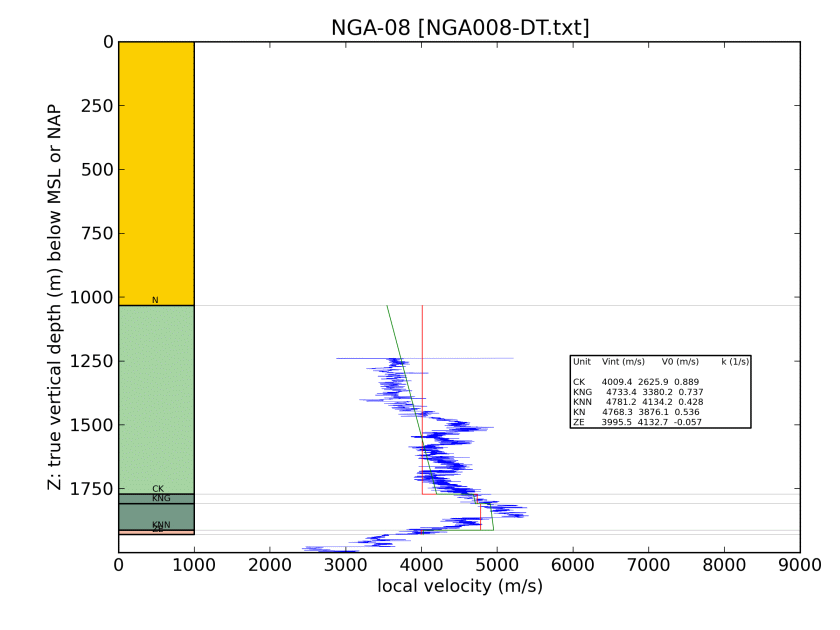 NGA-08 [NGA008-DT.txt]
0
250
500
750
1000
1250
1500
1750
Z: true vertical depth (m) below MSL or NAP
N
CK
KNG
KNN
ZE
Unit Vint (m/s) V0 (m/s) k (1/s)
CK 4009.4 2625.9 0.889
KNG 4733.4 3380.2 0.737
KNN 4781.2 4134.2 0.428
KN 4768.3 3876.1 0.536
ZE 3995.5 4132.7 -0.057
0 1000 2000 3000 4000 5000 6000 7000 8000 9000
local velocity (m/s)